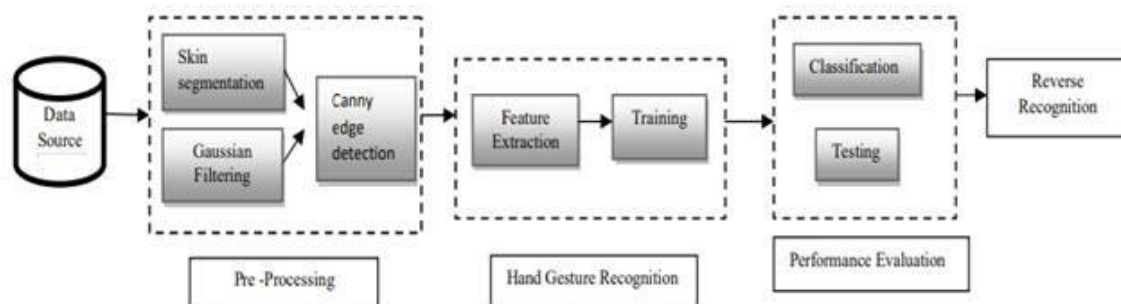 Data
Source
Skin
segmentation
Gaussian
Filtering
Canny
edge
detection
Pre -Processing
Feature
Extraction
Training
Hand Gesture Recognition
Classification
Testing
Performance Evaluation
Reverse
Recognition